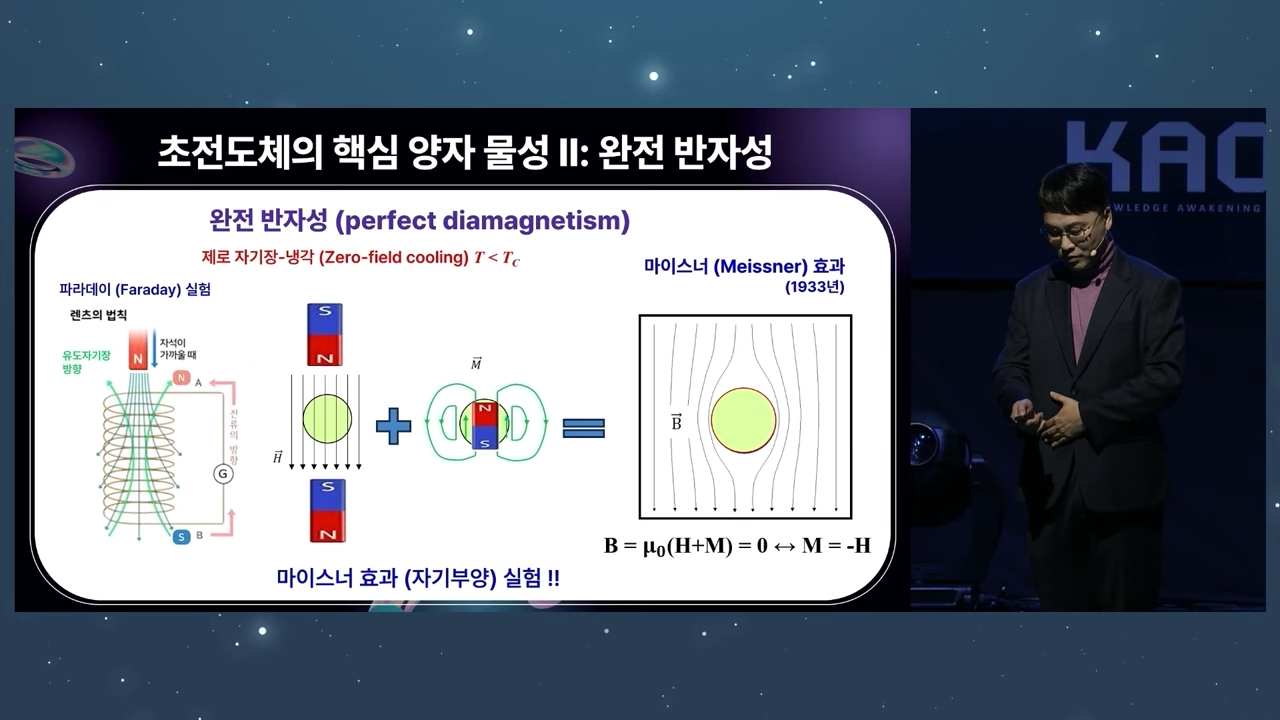 초전도체의 핵심 양자 물성 II: 완전 반자성
완전 반자성 (perfect diamagnetism)
제로 자기장-냉각 (Zero-field cooling) T < T_C
마이스너 (Meissner) 효과
(1933년)
파라데이 (Faraday) 실험
렌츠의 법칙
자석이
가까울 때
유도자기장
방향
N
N
A
전류의 방향
G
S
B
S
N
H⃗
S
N
M⃗
N
S
B⃗
B = μ₀(H+M) = 0 ↔ M = -H
마이스너 효과 (자기부양) 실험 !!
KAO
WLEDGE AWAKENING